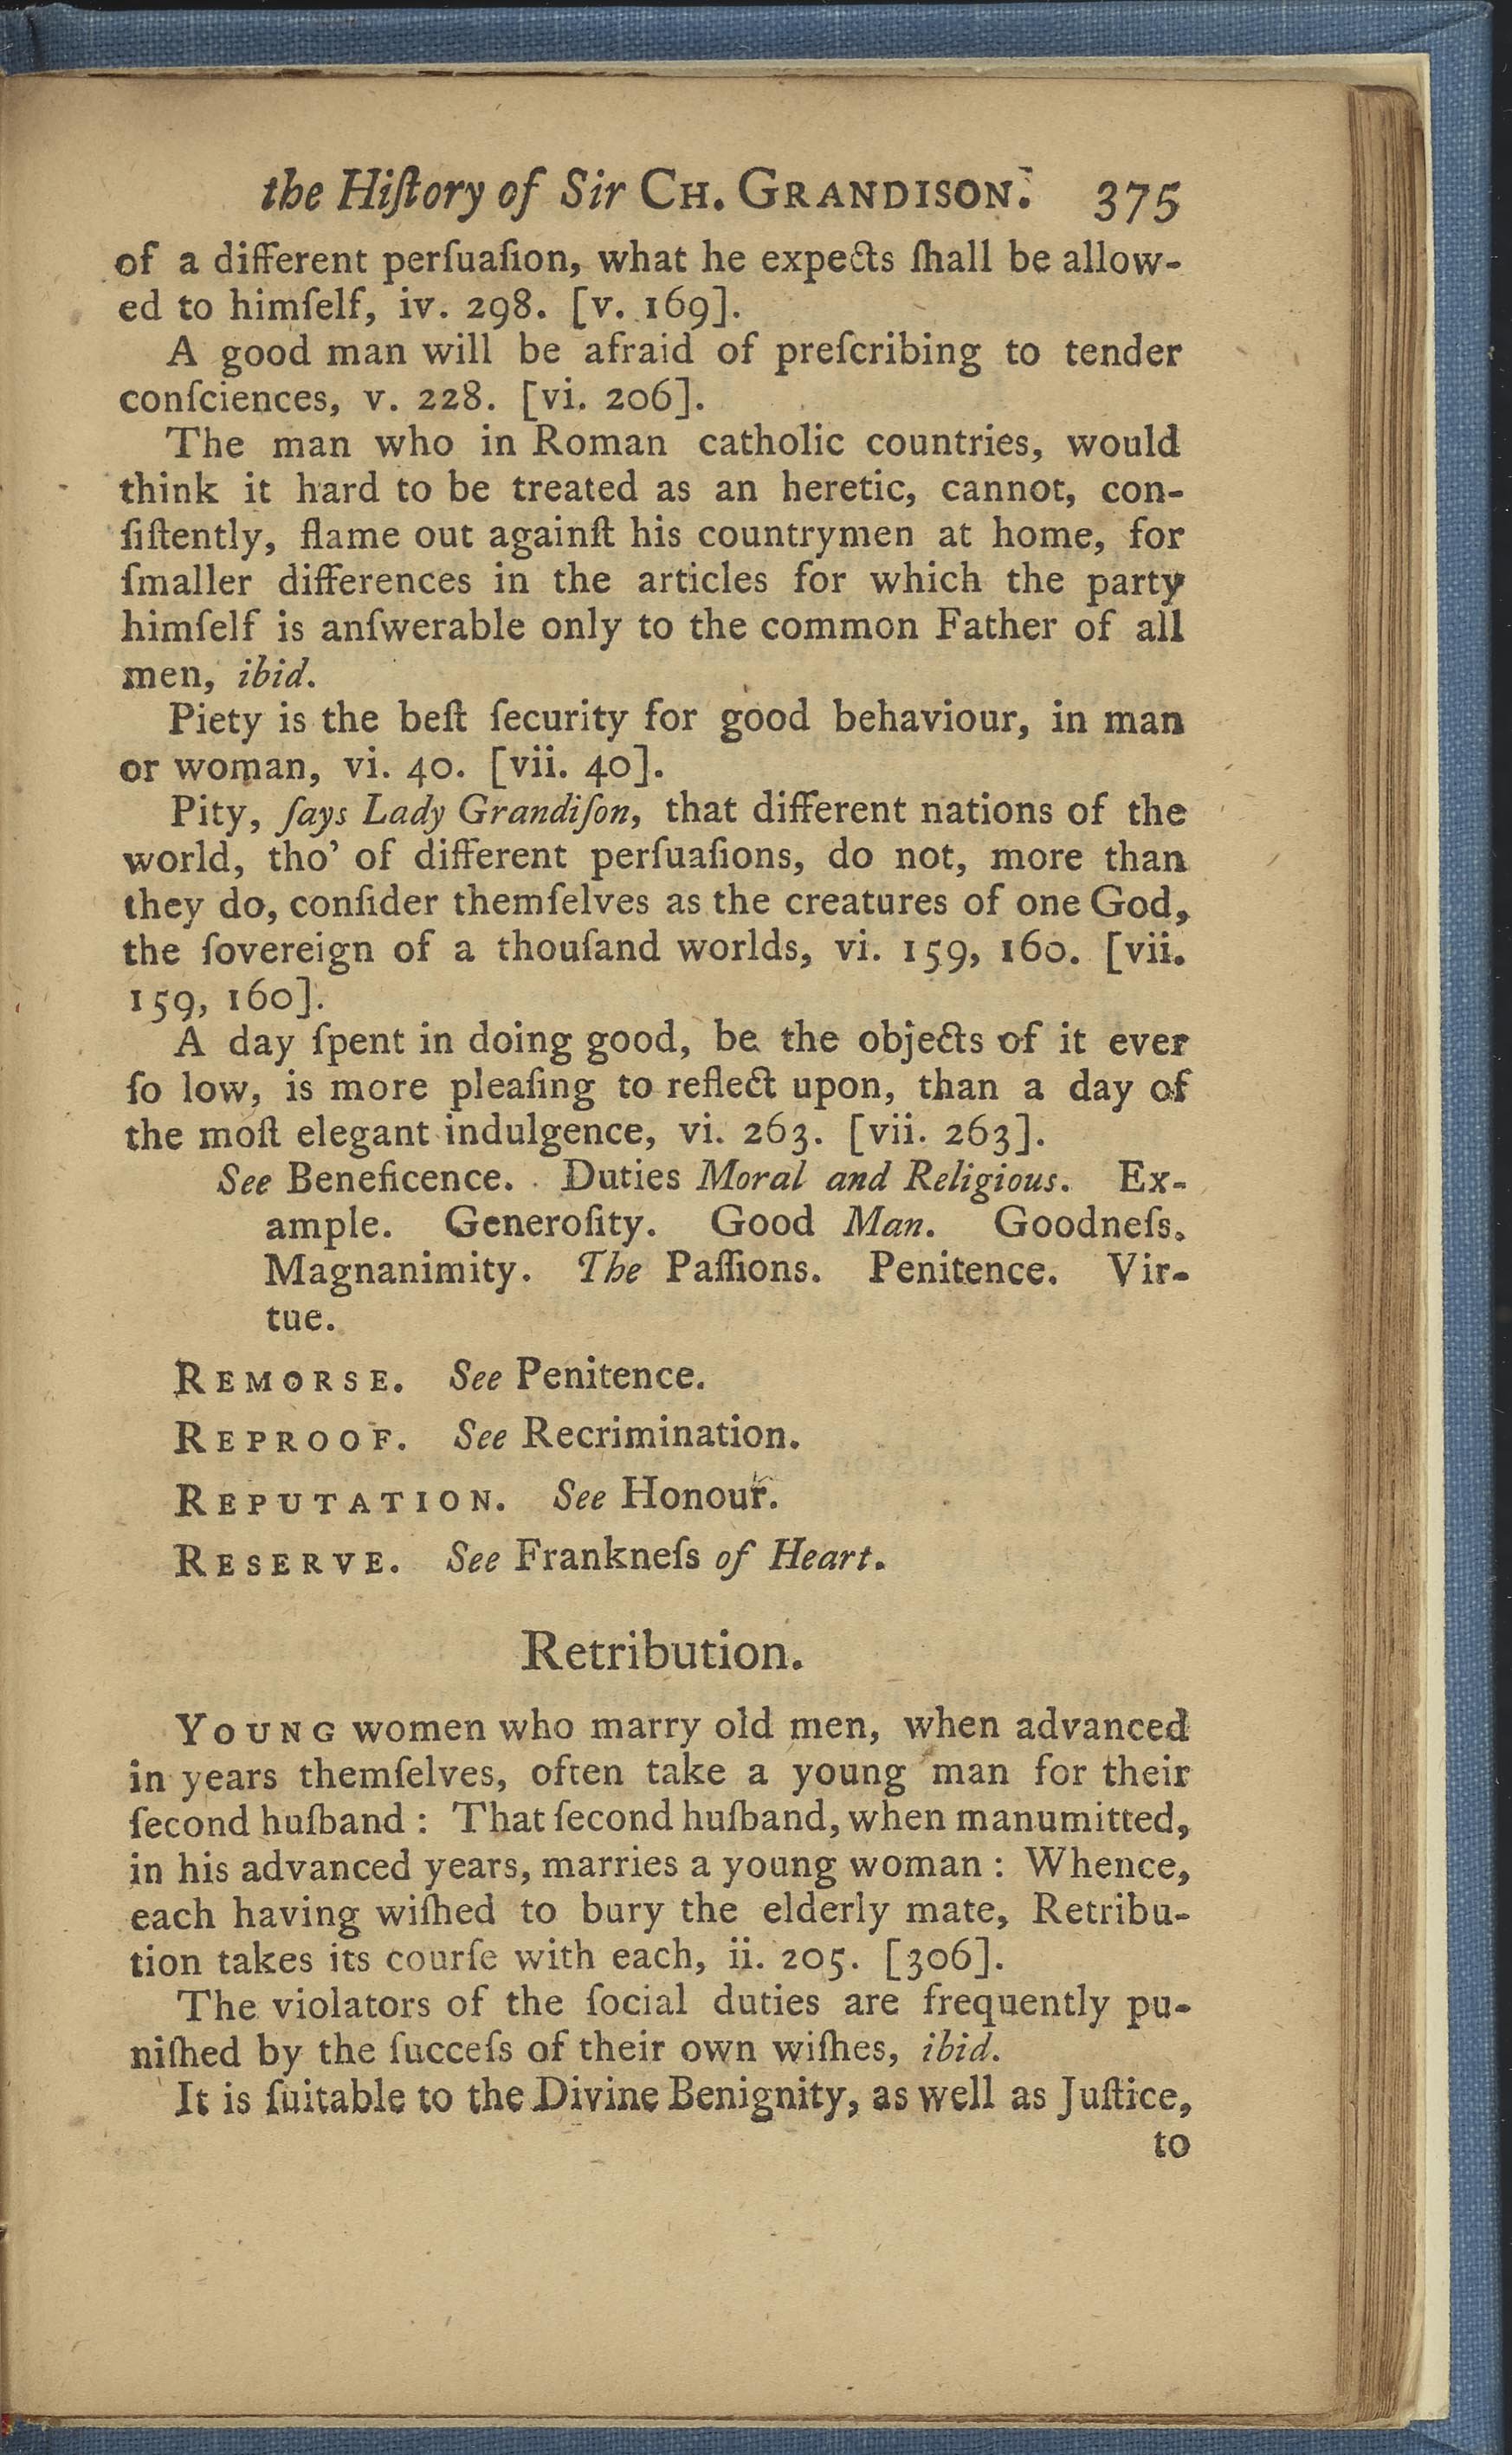 the Hiſtory of Sir CH. GRANDISON. 375
of a different perſuaſion, what he expects ſhall be allow-
ed to himſelf, iv. 298. [v. 169].
A good man will be afraid of preſcribing to tender
conſciences, v. 228. [vi. 206].
The man who in Roman catholic countries, would
think it hard to be treated as an heretic, cannot, con-
ſiſtently, flame out againſt his countrymen at home, for
ſmaller differences in the articles for which the party
himſelf is anſwerable only to the common Father of all
men, ibid.
Piety is the beſt ſecurity for good behaviour, in man
or woman, vi. 40. [vii. 40].
Pity, ſays Lady Grandiſon, that different nations of the
world, tho' of different perſuaſions, do not, more than
they do, conſider themſelves as the creatures of one God,
the ſovereign of a thouſand worlds, vi. 159, 160. [vii.
159, 160].
A day ſpent in doing good, be the objects of it ever
ſo low, is more pleaſing to reflect upon, than a day of
the moſt elegant indulgence, vi. 263. [vii. 263].
See Beneficence. Duties Moral and Religious. Ex-
ample. Generoſity. Good Man. Goodneſs.
Magnanimity. The Paſſions. Penitence. Vir-
tue.
REMORSE. See Penitence.
REPROOF. See Recrimination.
REPUTATION. See Honour.
RESERVE. See Frankneſs of Heart.
Retribution.
YOUNG women who marry old men, when advanced
in years themſelves, often take a young man for their
ſecond huſband : That ſecond huſband, when manumitted,
in his advanced years, marries a young woman : Whence,
each having wiſhed to bury the elderly mate, Retribu-
tion takes its courſe with each, ii. 205. [306].
The violators of the ſocial duties are frequently pu-
niſhed by the ſucceſs of their own wiſhes, ibid.
It is ſuitable to the Divine Benignity, as well as Juſtice,
to